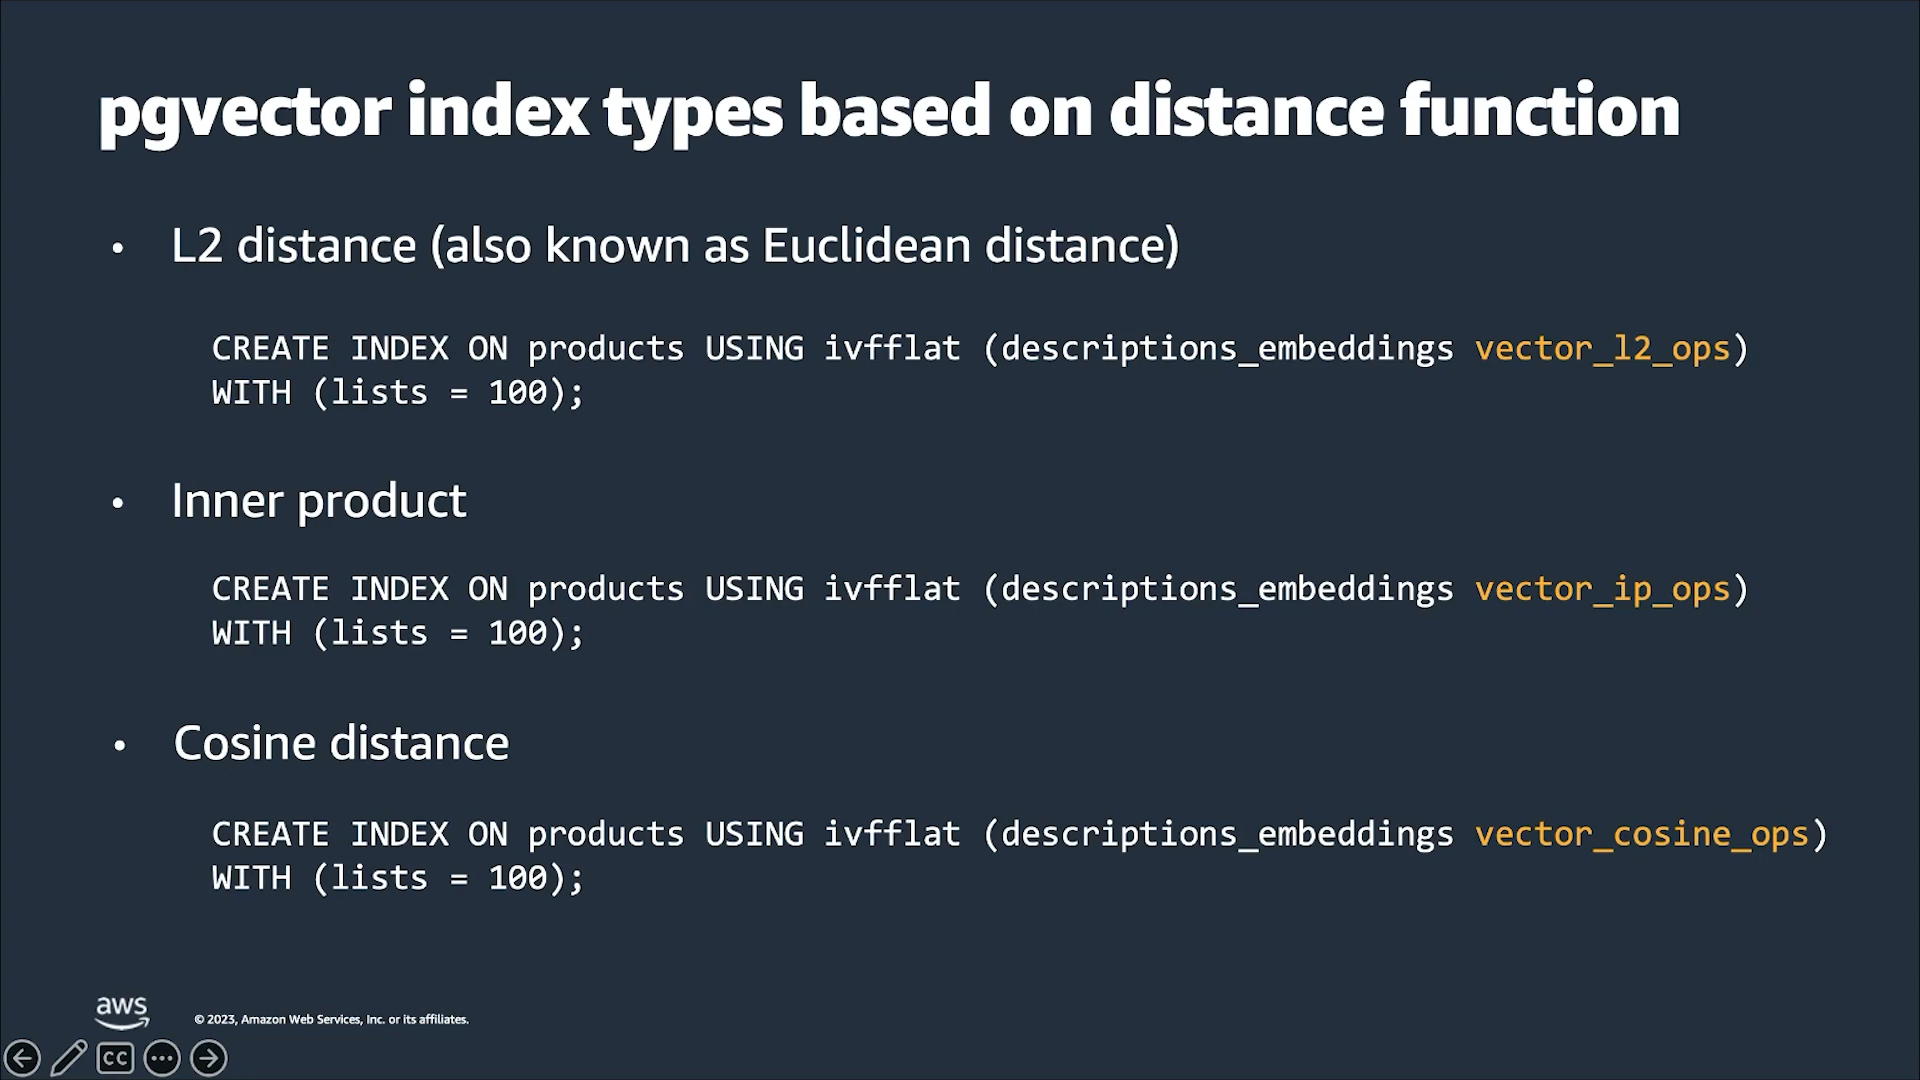 pgvector index types based on distance function
• L2 distance (also known as Euclidean distance)
CREATE INDEX ON products USING ivfflat (descriptions_embeddings vector_l2_ops)
WITH (lists = 100);
• Inner product
CREATE INDEX ON products USING ivfflat (descriptions_embeddings vector_ip_ops)
WITH (lists = 100);
• Cosine distance
CREATE INDEX ON products USING ivfflat (descriptions_embeddings vector_cosine_ops)
WITH (lists = 100);
aws
© 2023, Amazon Web Services, Inc. or its affiliates.
CC